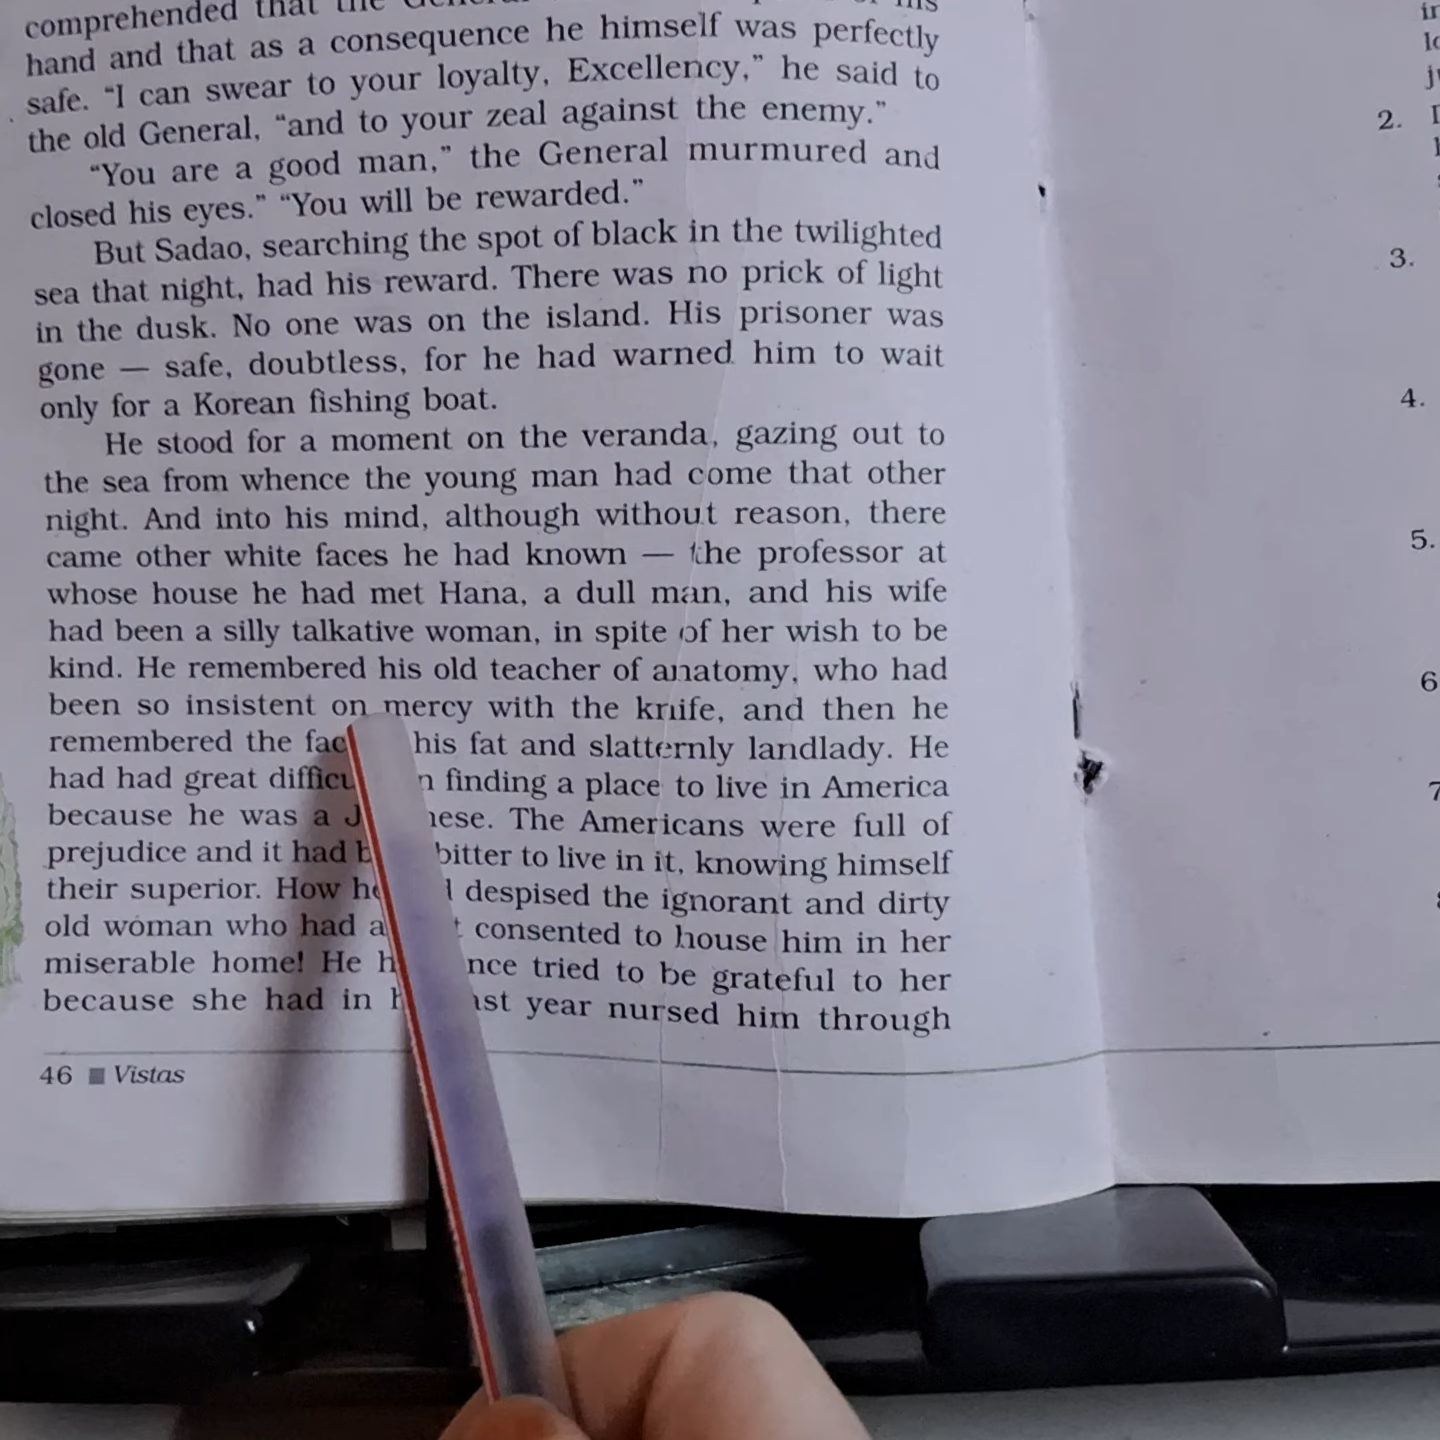 comprehended that the
hand and that as a consequence he himself was perfectly
safe. “I can swear to your loyalty, Excellency,” he said to
the old General, “and to your zeal against the enemy.”
“You are a good man,” the General murmured and
closed his eyes.” “You will be rewarded.”
But Sadao, searching the spot of black in the twilighted
sea that night, had his reward. There was no prick of light
in the dusk. No one was on the island. His prisoner was
gone — safe, doubtless, for he had warned him to wait
only for a Korean fishing boat.
He stood for a moment on the veranda, gazing out to
the sea from whence the young man had come that other
night. And into his mind, although without reason, there
came other white faces he had known — the professor at
whose house he had met Hana, a dull man, and his wife
had been a silly talkative woman, in spite of her wish to be
kind. He remembered his old teacher of anatomy, who had
been so insistent on mercy with the knife, and then he
remembered the his fat and slatternly landlady. He
had had great finding a place to live in America
because he was a The Americans were full of
prejudice and it had bitter to live in it, knowing himself
their superior. How despised the ignorant and dirty
old woman who had consented to house him in her
miserable home! He tried to be grateful to her
because she had in year nursed him through
46 ■ Vistas
2.
3.
4.
5.
6
7